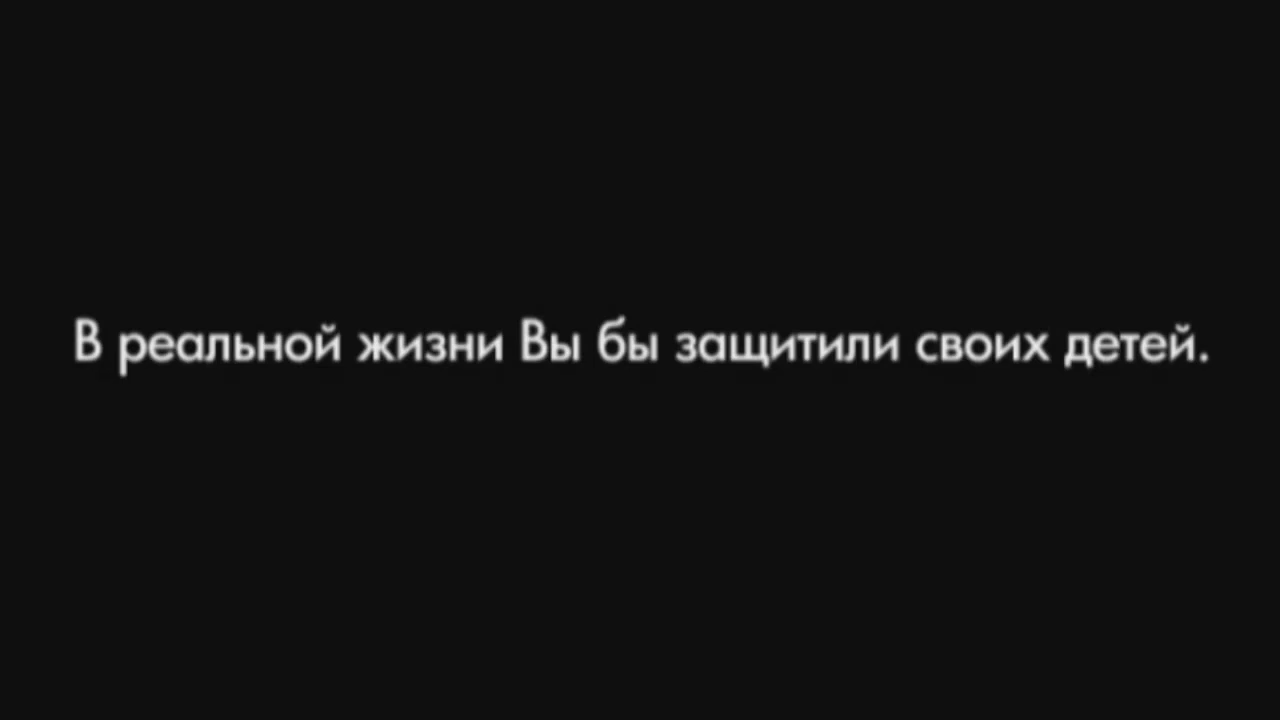 В реальной жизни Вы бы защитили своих детей.